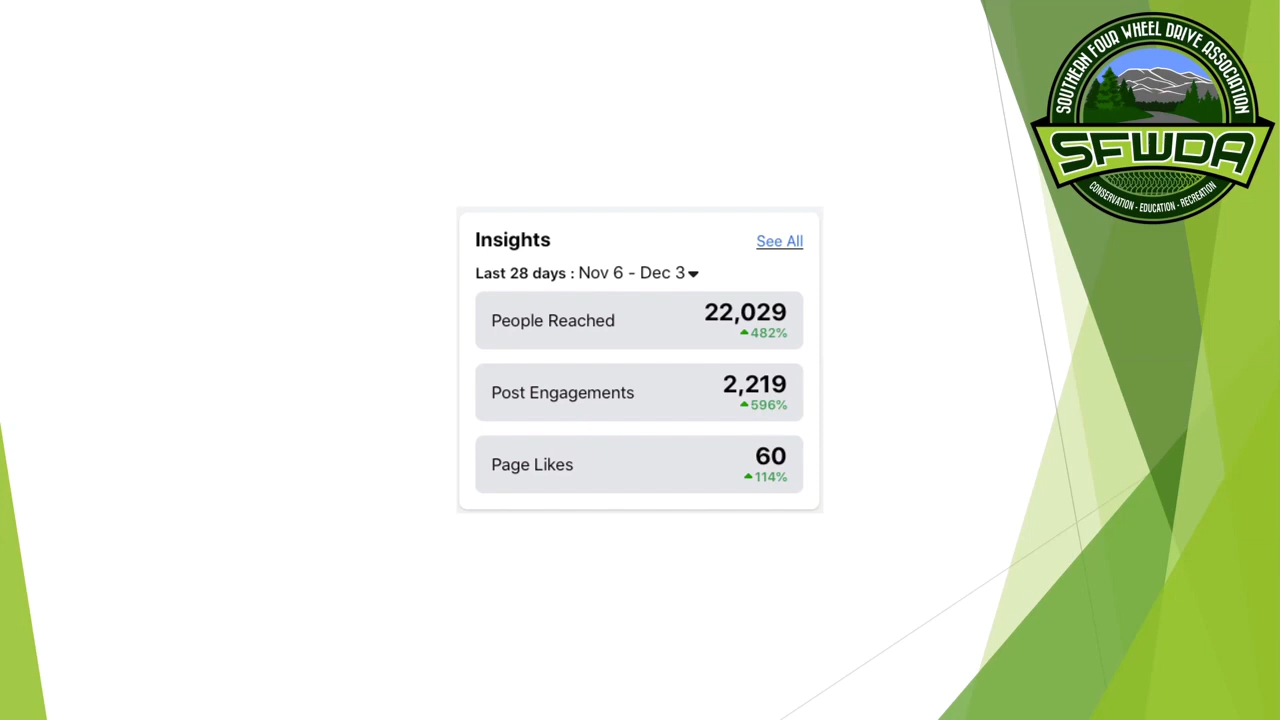 SOUTHERN FOUR WHEEL DRIVE ASSOCIATION
SFWDA
CONSERVATION - EDUCATION - RECREATION
Insights
See All
Last 28 days : Nov 6 - Dec 3
People Reached
22,029
482%
Post Engagements
2,219
596%
Page Likes
60
114%